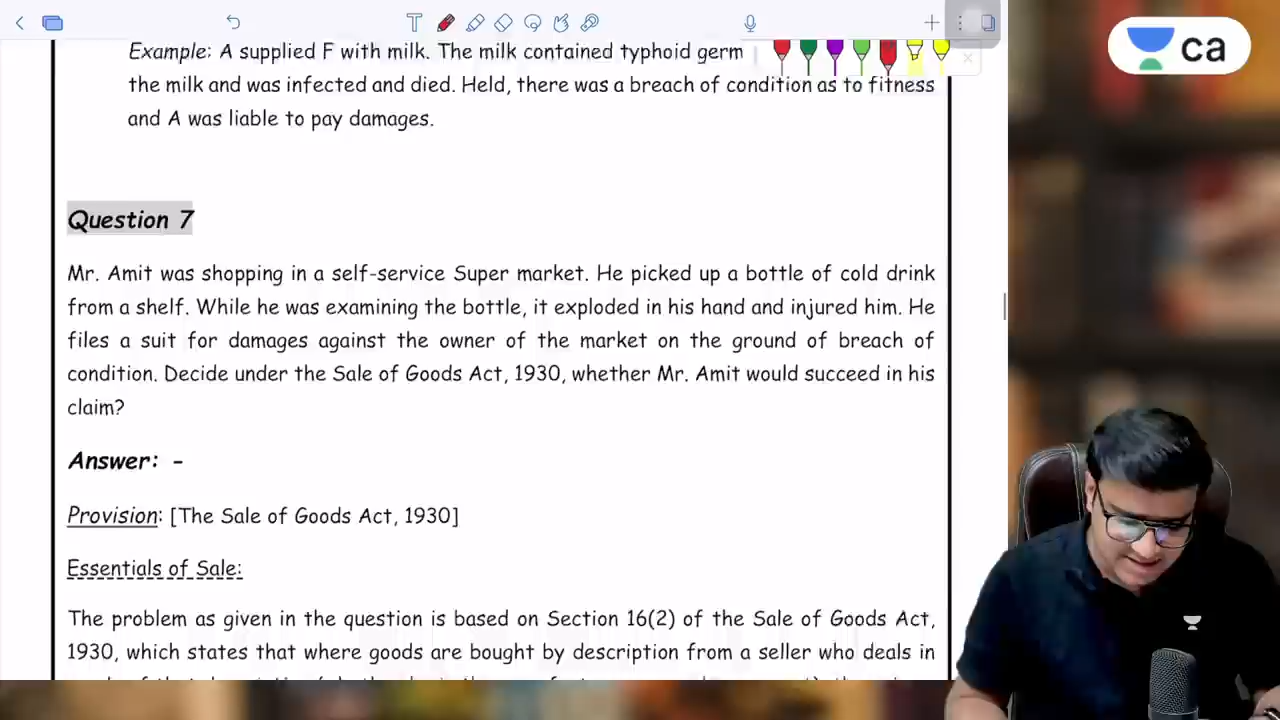 ca
Example: A supplied F with milk. The milk contained typhoid germ
the milk and was infected and died. Held, there was a breach of condition as to fitness
and A was liable to pay damages.
Question 7
Mr. Amit was shopping in a self-service Super market. He picked up a bottle of cold drink
from a shelf. While he was examining the bottle, it exploded in his hand and injured him. He
files a suit for damages against the owner of the market on the ground of breach of
condition. Decide under the Sale of Goods Act, 1930, whether Mr. Amit would succeed in his
claim?
Answer: -
Provision: [The Sale of Goods Act, 1930]
Essentials of Sale:
The problem as given in the question is based on Section 16(2) of the Sale of Goods Act,
1930, which states that where goods are bought by description from a seller who deals in